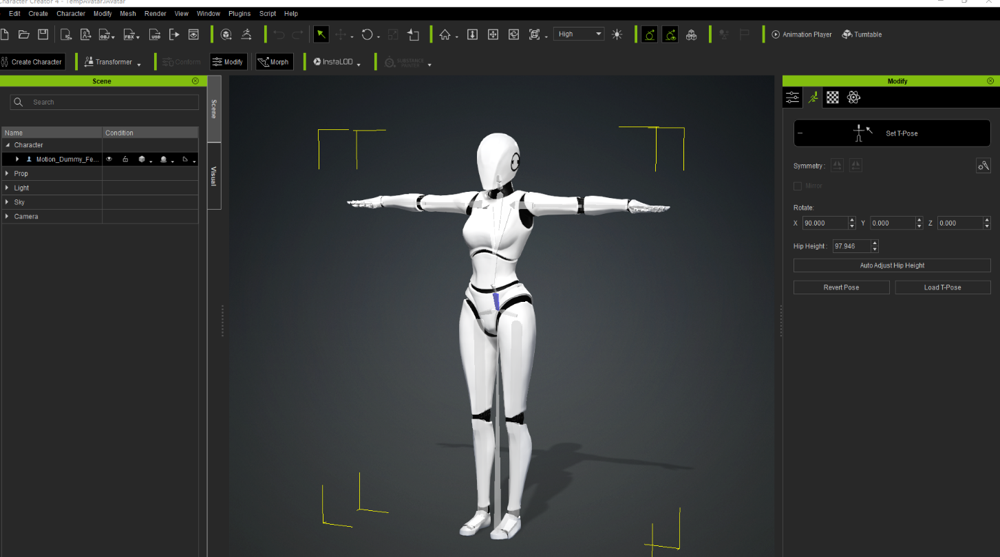 Character Creator 4 - TempAvatar.iAvatar
Edit Create Character Modify Mesh Render View Window Plugins Script Help
High
Animation Player
Turntable
Create Character
Transformer
Conform
Modify
Morph
InstaLOD
SUBSTANCE
PAINTER
Scene
Search
Name Condition
Character
Motion_Dummy_Fe...
Prop
Light
Sky
Camera
Scene
Visual
Modify
Set T-Pose
Symmetry :
Mirror
Rotate:
X 90.000 Y 0.000 Z 0.000
Hip Height : 97.946
Auto Adjust Hip Height
Revert Pose Load T-Pose